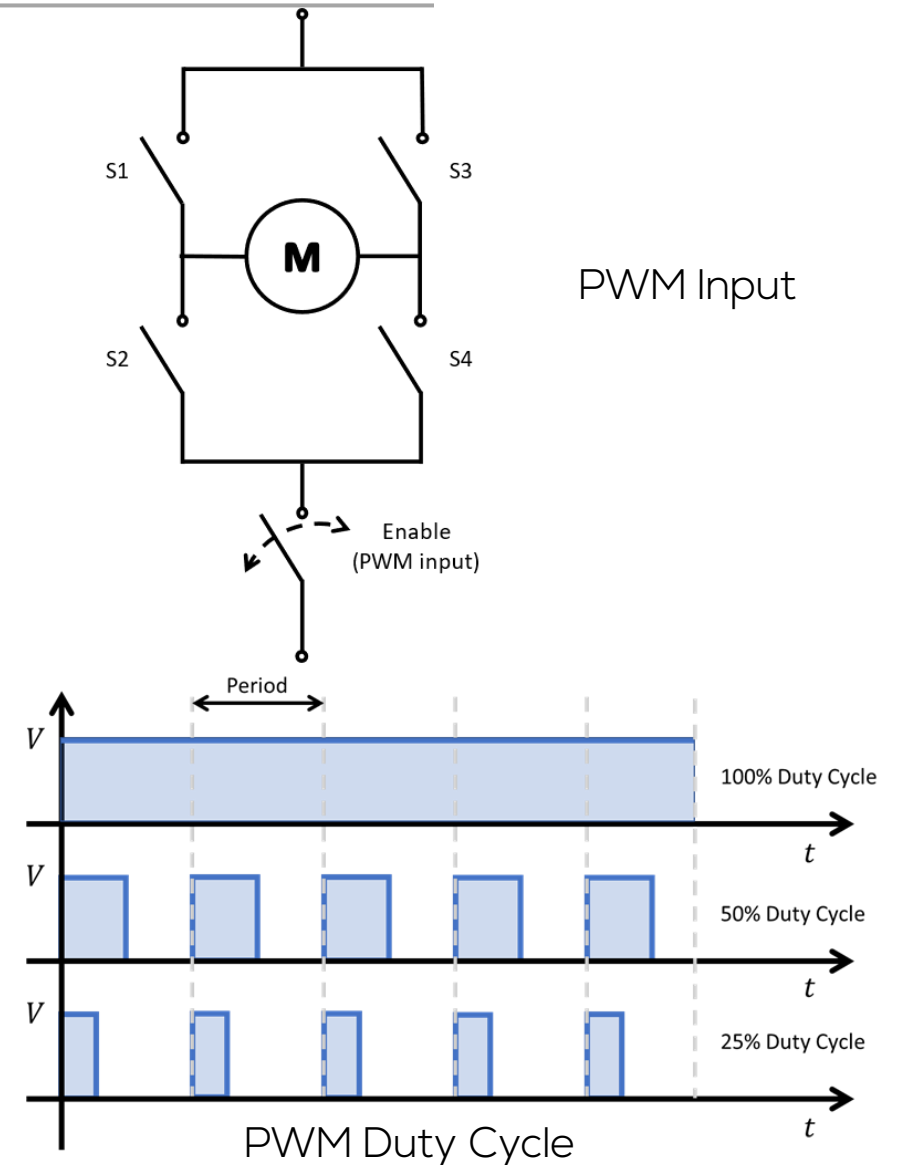 S1
S3
M
PWM Input
S2
S4
Enable
(PWM input)
Period
V
100% Duty Cycle
t
V
50% Duty Cycle
t
V
25% Duty Cycle
t
PWM Duty Cycle